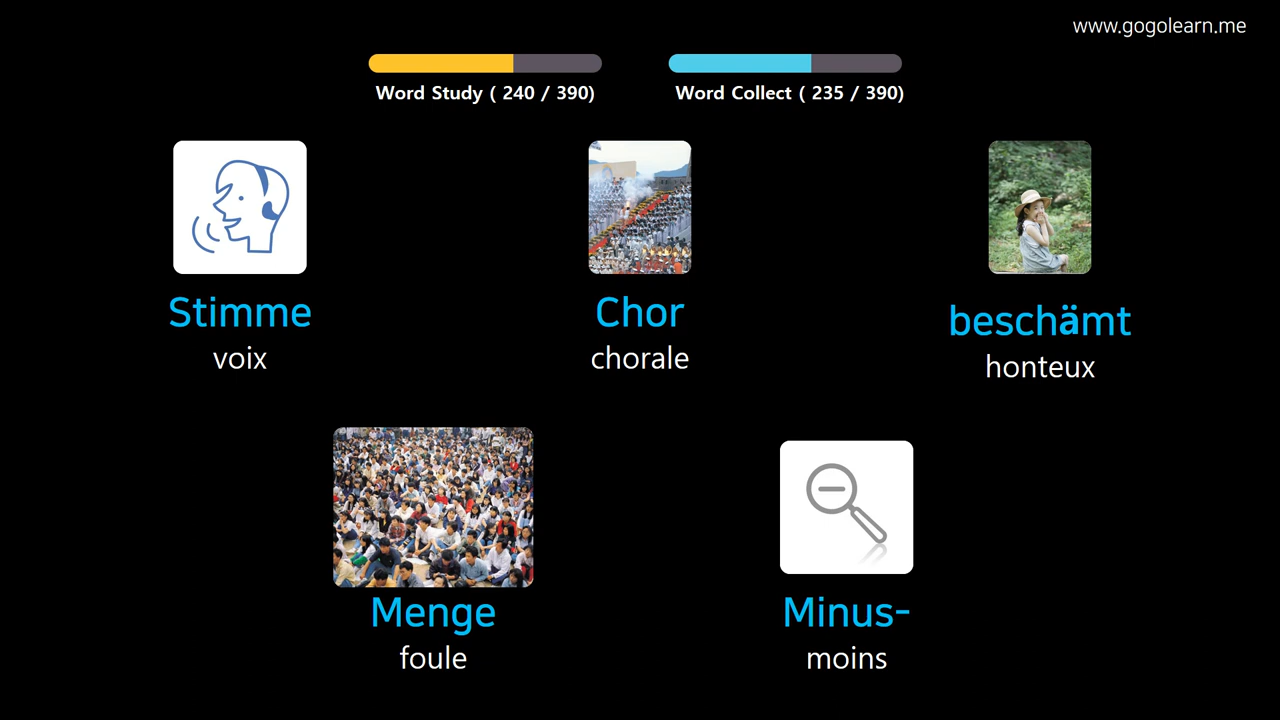 www.gogolearn.me
Word Study ( 240 / 390)
Word Collect ( 235 / 390)
Stimme
voix
Chor
chorale
beschämt
honteux
Menge
foule
Minus-
moins